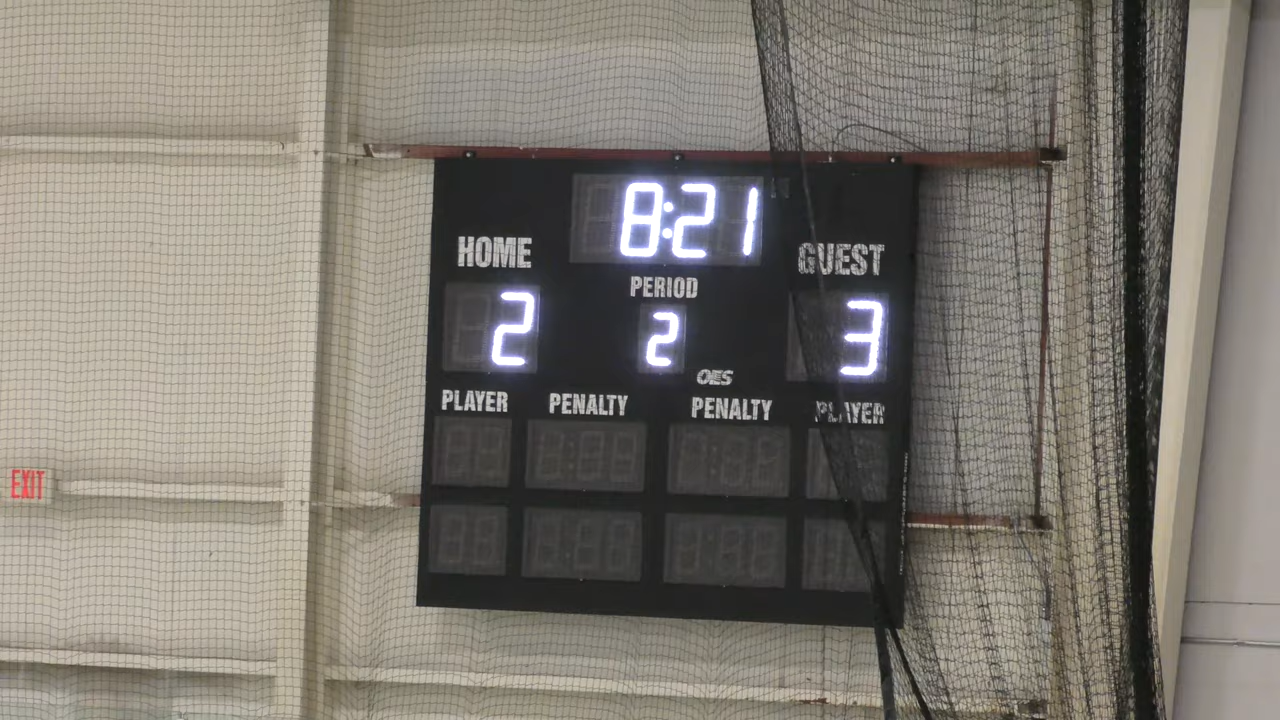 8:21
HOME
GUEST
PERIOD
2
2
3
OES
PLAYER PENALTY PENALTY PLAYER
EXIT